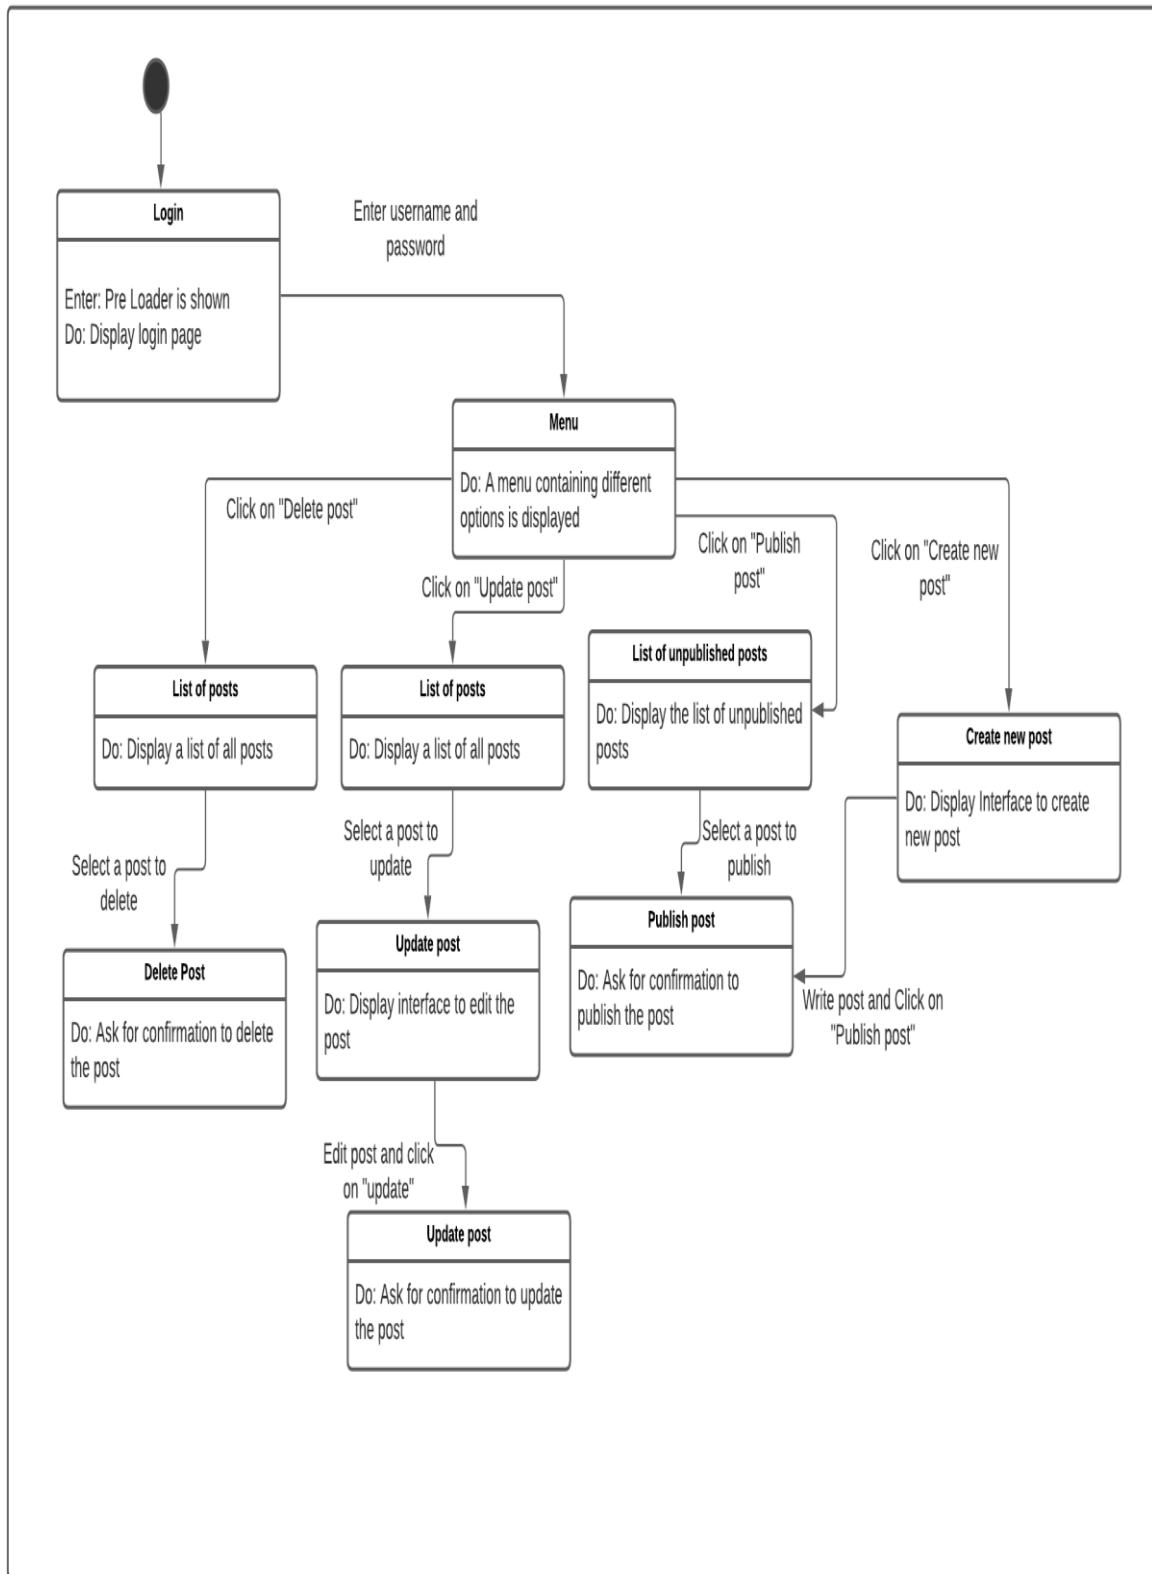 Login
Enter: Pre Loader is shown
Do: Display login page
Enter username and
password
Menu
Do: A menu containing different
options is displayed
Click on "Delete post"
Click on "Update post"
Click on "Publish
post"
Click on "Create new
post"
List of posts
Do: Display a list of all posts
List of posts
Do: Display a list of all posts
List of unpublished posts
Do: Display the list of unpublished
posts
Create new post
Do: Display Interface to create
new post
Select a post to
delete
Select a post to
update
Select a post to
publish
Write post and Click on
"Publish post"
Delete Post
Do: Ask for confirmation to delete
the post
Update post
Do: Display interface to edit the
post
Publish post
Do: Ask for confirmation to
publish the post
Edit post and click
on "update"
Update post
Do: Ask for confirmation to update
the post